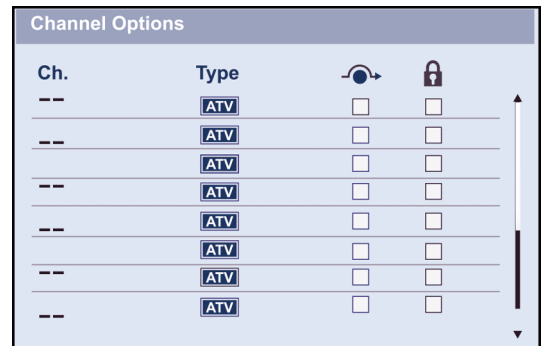 Channel Options
Ch. Type
-- ATV
-- ATV
ATV
-- ATV
-- ATV
ATV
-- ATV
-- ATV